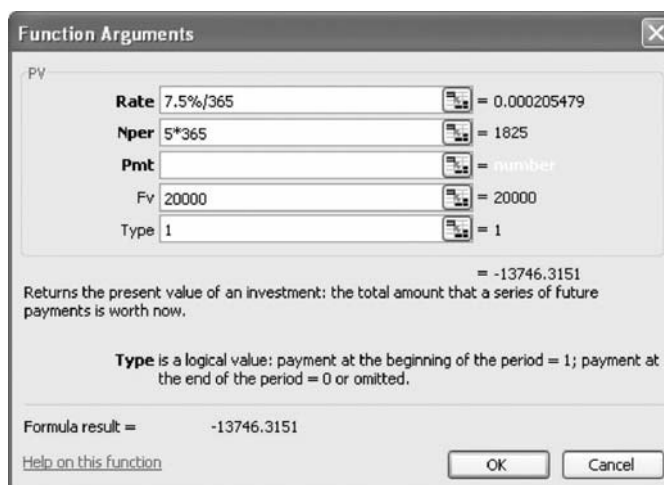 Function Arguments
PV
Rate 7.5%/365 = 0.000205479
Nper 5*365 = 1825
Pmt = number
Fv 20000 = 20000
Type 1 = 1
= -13746.3151
Returns the present value of an investment: the total amount that a series of future
payments is worth now.
Type is a logical value: payment at the beginning of the period = 1; payment at
the end of the period = 0 or omitted.
Formula result = -13746.3151
Help on this function
OK Cancel